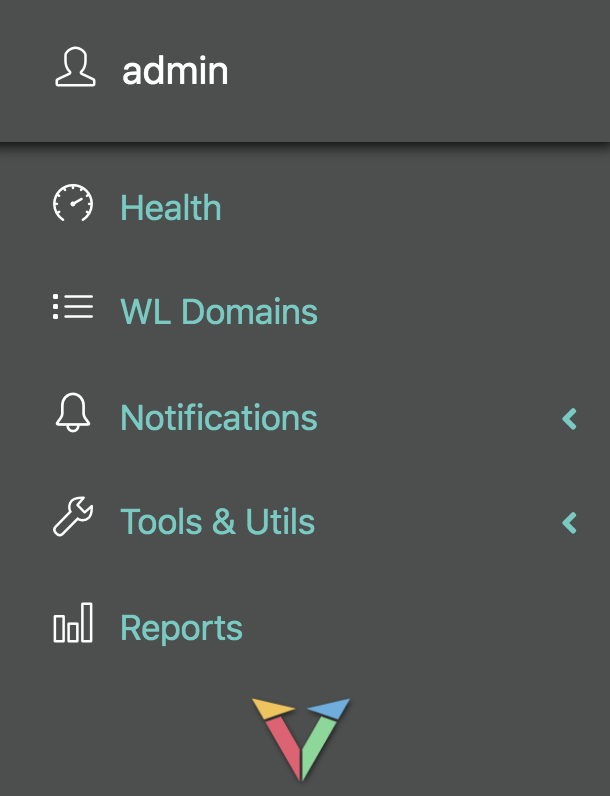 admin
Health
WL Domains
Notifications
Tools & Utils
Reports